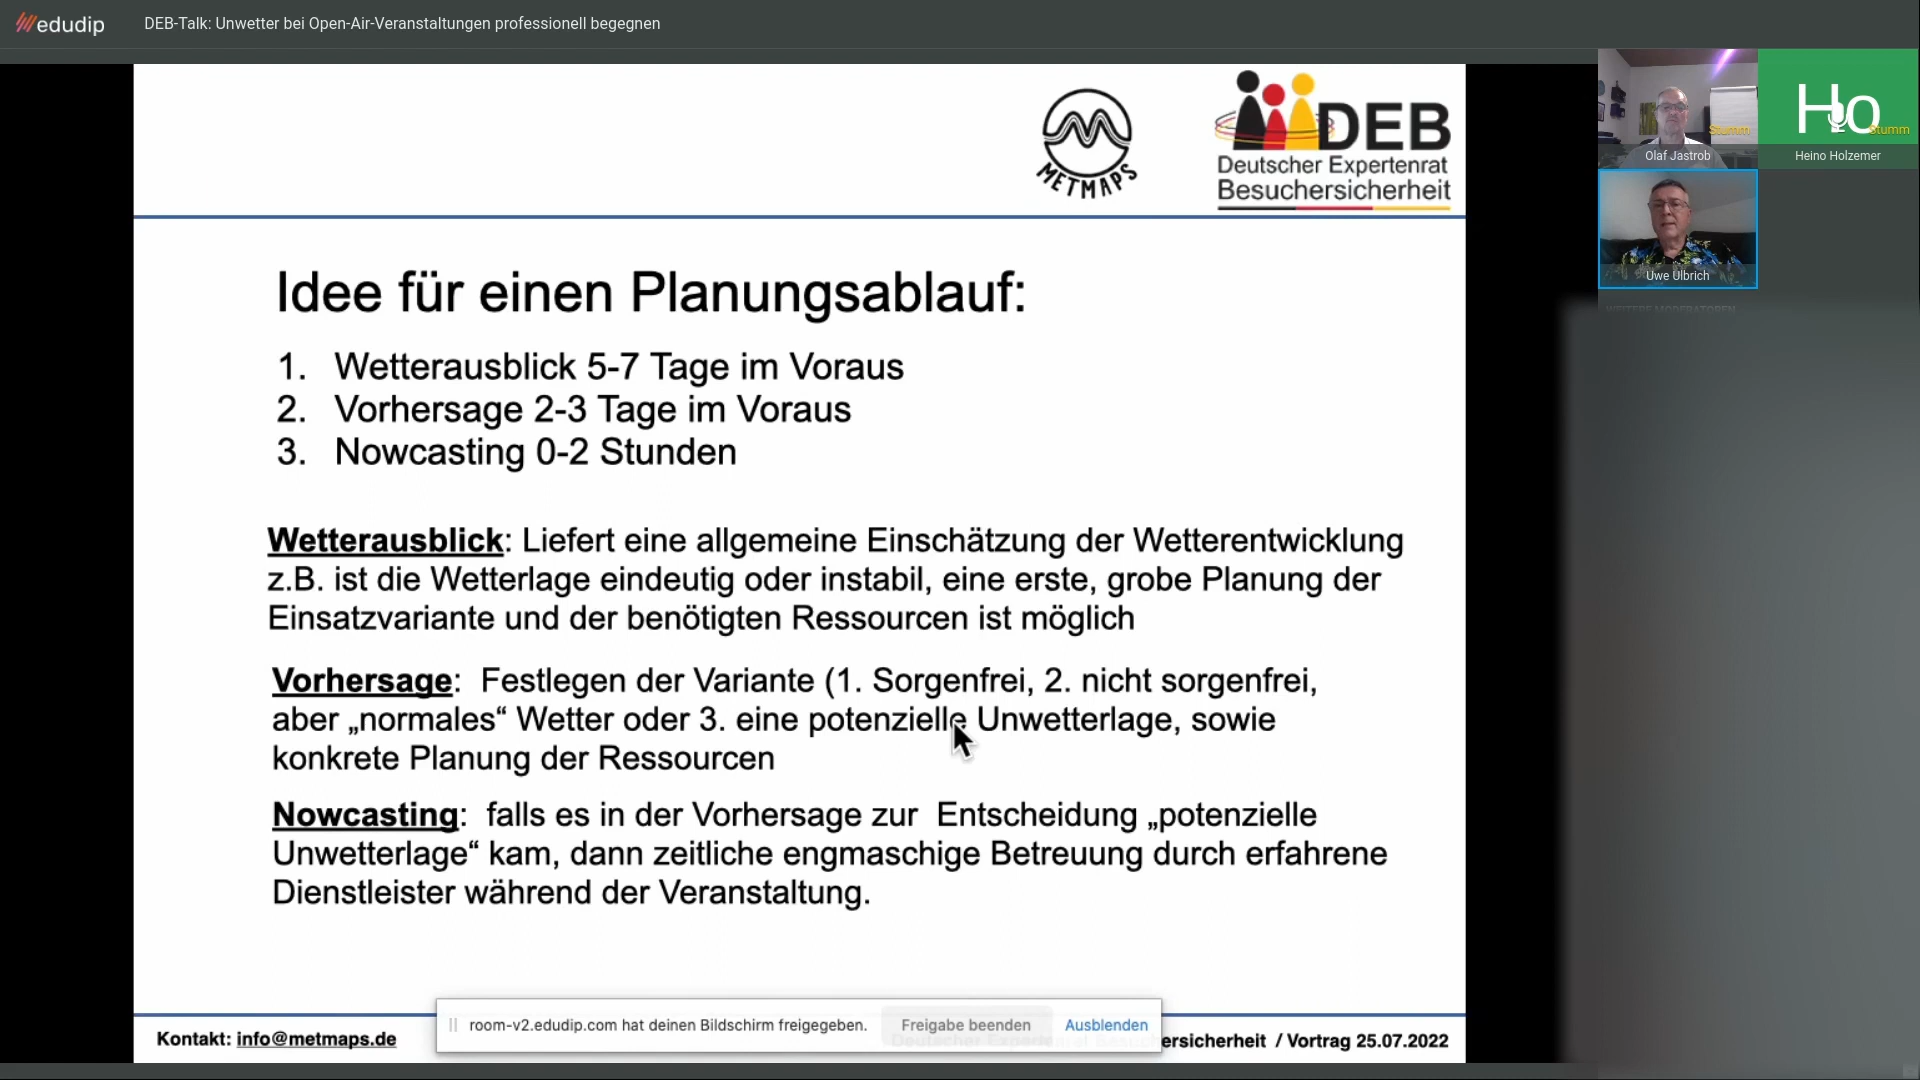 edudip
DEB-Talk: Unwetter bei Open-Air-Veranstaltungen professionell begegnen
METMAPS
DEB
Deutscher Expertenrat
Besuchersicherheit
Stumm
Olaf Jastrob
Ho
Stumm
Heino Holzemer
Uwe Ulbrich
WEITERE MODERATOREN
Idee für einen Planungsablauf:
1. Wetterausblick 5-7 Tage im Voraus
2. Vorhersage 2-3 Tage im Voraus
3. Nowcasting 0-2 Stunden
Wetterausblick: Liefert eine allgemeine Einschätzung der Wetterentwicklung
z.B. ist die Wetterlage eindeutig oder instabil, eine erste, grobe Planung der
Einsatzvariante und der benötigten Ressourcen ist möglich
Vorhersage: Festlegen der Variante (1. Sorgenfrei, 2. nicht sorgenfrei,
aber „normales“ Wetter oder 3. eine potenzielle Unwetterlage, sowie
konkrete Planung der Ressourcen
Nowcasting: falls es in der Vorhersage zur Entscheidung „potenzielle
Unwetterlage“ kam, dann zeitliche engmaschige Betreuung durch erfahrene
Dienstleister während der Veranstaltung.
room-v2.edudip.com hat deinen Bildschirm freigegeben.
Freigabe beenden
Ausblenden
Kontakt: info@metmaps.de
Deutscher Expertenrat Besuchersicherheit / Vortrag 25.07.2022